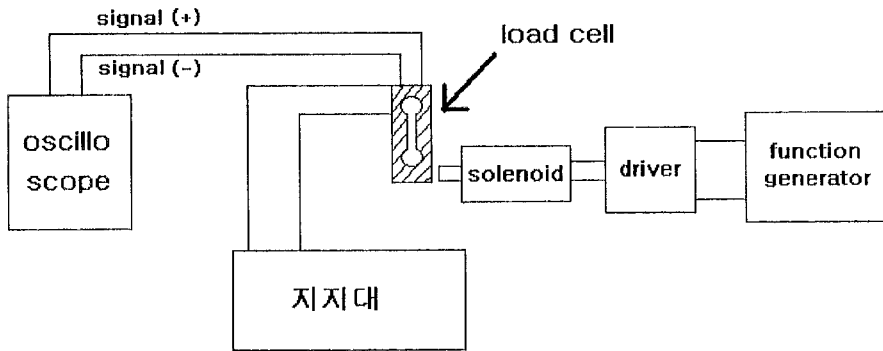 signal (+)
signal (-)
load cell
oscillo
scope
solenoid
driver
function
generator
지지대